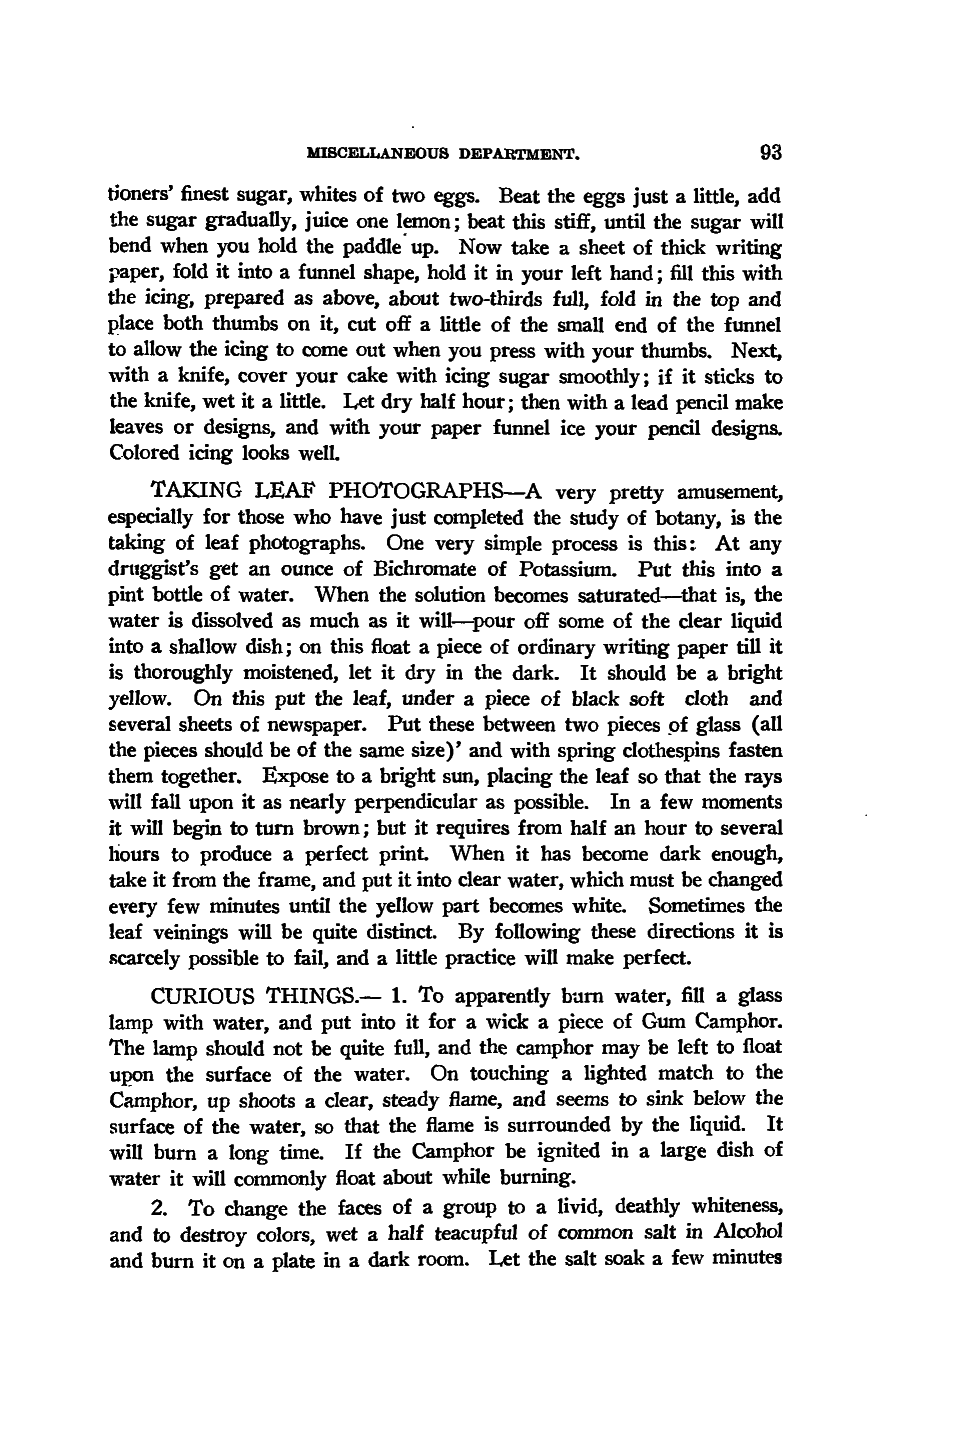 MISCELLANEOUS DEPARTMENT. 93
tioners' finest sugar, whites of two eggs. Beat the eggs just a little, add
the sugar gradually, juice one lemon; beat this stiff, until the sugar will
bend when you hold the paddle up. Now take a sheet of thick writing
paper, fold it into a funnel shape, hold it in your left hand; fill this with
the icing, prepared as above, about two-thirds full, fold in the top and
place both thumbs on it, cut off a little of the small end of the funnel
to allow the icing to come out when you press with your thumbs. Next,
with a knife, cover your cake with icing sugar smoothly; if it sticks to
the knife, wet it a little. Let dry half hour; then with a lead pencil make
leaves or designs, and with your paper funnel ice your pencil designs.
Colored icing looks well.
TAKING LEAF PHOTOGRAPHS—A very pretty amusement,
especially for those who have just completed the study of botany, is the
taking of leaf photographs. One very simple process is this: At any
druggist's get an ounce of Bichromate of Potassium. Put this into a
pint bottle of water. When the solution becomes saturated—that is, the
water is dissolved as much as it will—pour off some of the clear liquid
into a shallow dish; on this float a piece of ordinary writing paper till it
is thoroughly moistened, let it dry in the dark. It should be a bright
yellow. On this put the leaf, under a piece of black soft cloth and
several sheets of newspaper. Put these between two pieces of glass (all
the pieces should be of the same size)' and with spring clothespins fasten
them together. Expose to a bright sun, placing the leaf so that the rays
will fall upon it as nearly perpendicular as possible. In a few moments
it will begin to turn brown; but it requires from half an hour to several
hours to produce a perfect print. When it has become dark enough,
take it from the frame, and put it into clear water, which must be changed
every few minutes until the yellow part becomes white. Sometimes the
leaf veinings will be quite distinct. By following these directions it is
scarcely possible to fail, and a little practice will make perfect.
CURIOUS THINGS.— 1. To apparently burn water, fill a glass
lamp with water, and put into it for a wick a piece of Gum Camphor.
The lamp should not be quite full, and the camphor may be left to float
upon the surface of the water. On touching a lighted match to the
Camphor, up shoots a clear, steady flame, and seems to sink below the
surface of the water, so that the flame is surrounded by the liquid. It
will burn a long time. If the Camphor be ignited in a large dish of
water it will commonly float about while burning.
2. To change the faces of a group to a livid, deathly whiteness,
and to destroy colors, wet a half teacupful of common salt in Alcohol
and burn it on a plate in a dark room. Let the salt soak a few minutes